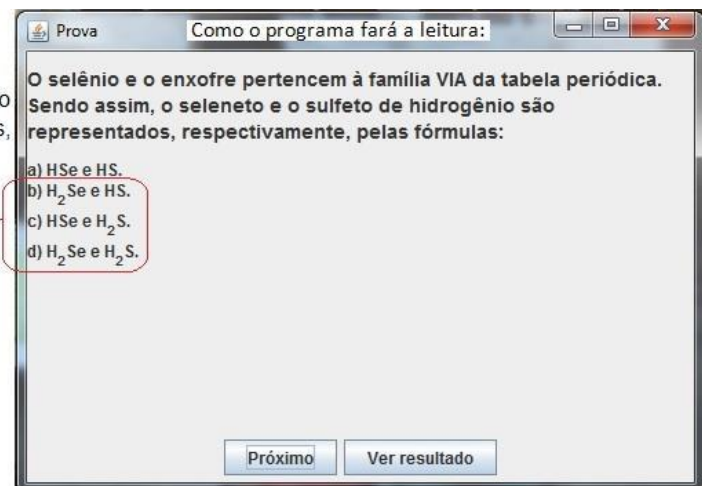 Prova
Como o programa fará a leitura:
O selênio e o enxofre pertencem à família VIA da tabela periódica.
Sendo assim, o seleneto e o sulfeto de hidrogênio são
representados, respectivamente, pelas fórmulas:
a) HSe e HS.
b) H₂Se e HS.
c) HSe e H₂S.
d) H₂Se e H₂S.
Próximo
Ver resultado